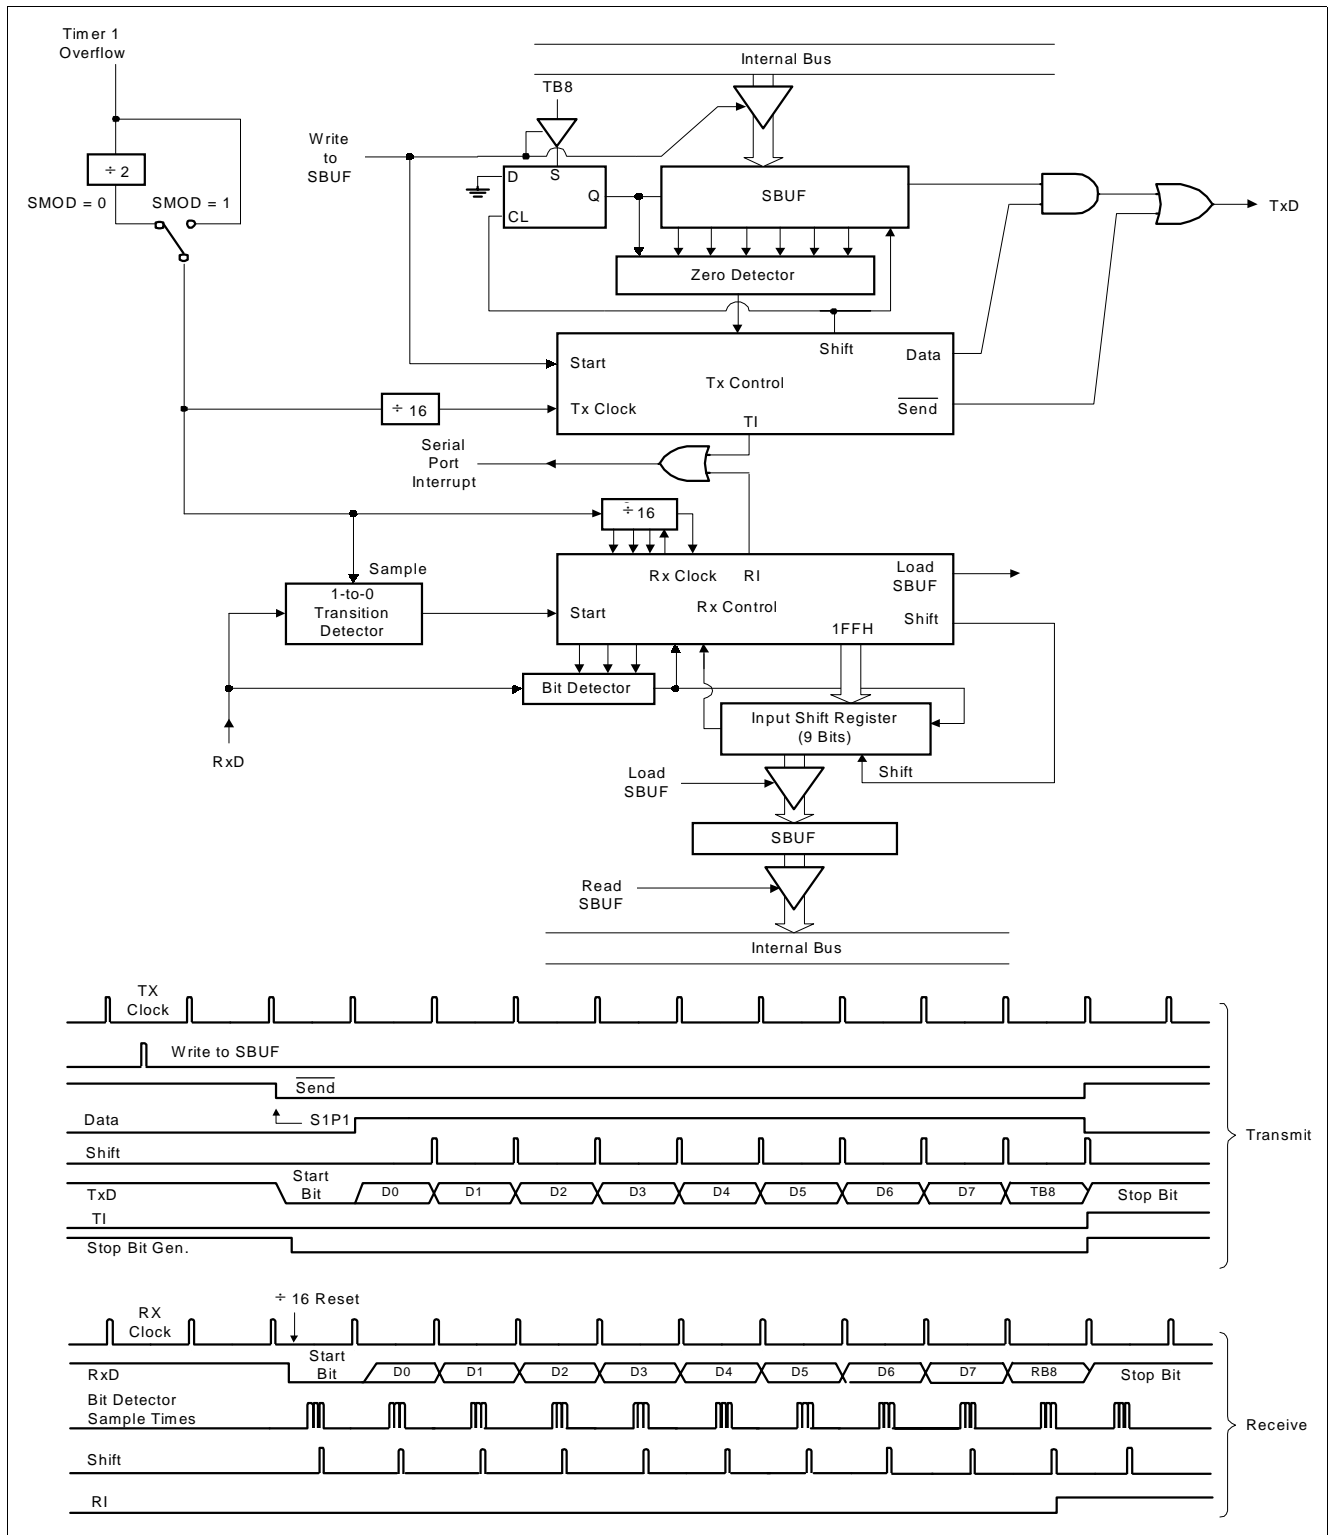 Timer 1
Overflow
Internal Bus
TB8
Write
to
SBUF
÷ 2
SMOD = 0
SMOD = 1
D
S
Q
CL
SBUF
TxD
Zero Detector
Shift
Start
Data
Tx Control
Tx Clock
Send
TI
÷ 16
Serial
Port
Interrupt
÷ 16
Sample
Rx Clock
RI
Load
SBUF
1-to-0
Transition
Detector
Start
Rx Control
Shift
1FFH
Bit Detector
Input Shift Register
(9 Bits)
RxD
Load
SBUF
Shift
SBUF
Read
SBUF
Internal Bus
TX
Clock
Write to SBUF
Send
Data
S1P1
Transmit
Shift
TxD
Start
Bit
D0
D1
D2
D3
D4
D5
D6
D7
TB8
Stop Bit
TI
Stop Bit Gen.
÷ 16 Reset
RX
Clock
RxD
Start
Bit
D0
D1
D2
D3
D4
D5
D6
D7
RB8
Stop Bit
Bit Detector
Sample Times
Receive
Shift
RI